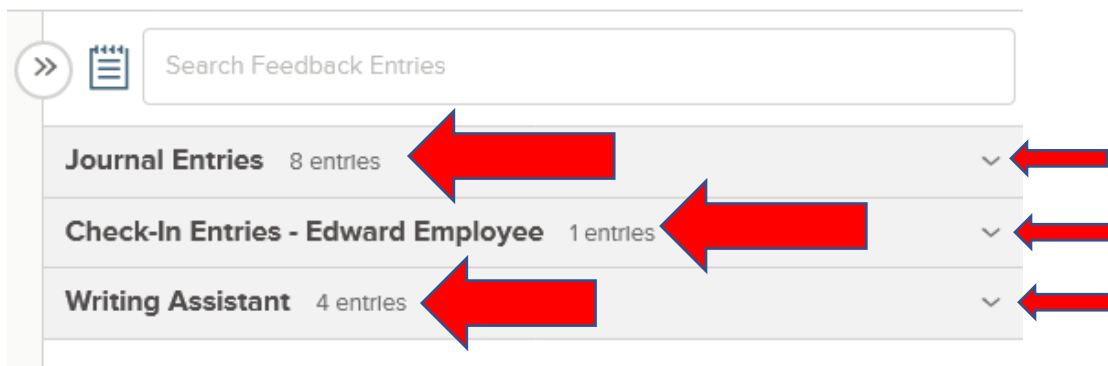 Search Feedback Entries
Journal Entries 8 entries
Check-In Entries - Edward Employee 1 entries
Writing Assistant 4 entries